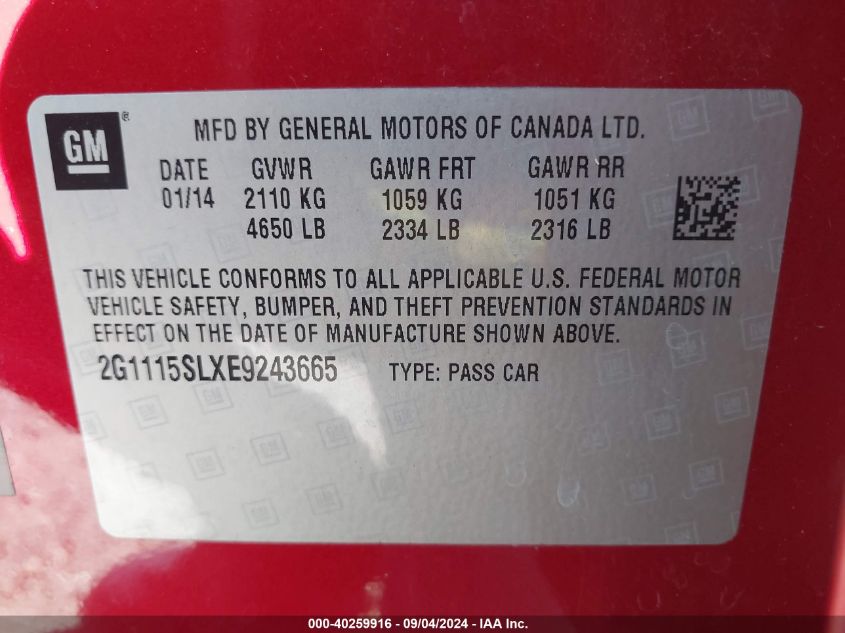 GM®
MFD BY GENERAL MOTORS OF CANADA LTD.
DATE GVWR GAWR FRT GAWR RR
01/14 2110 KG 1059 KG 1051 KG
4650 LB 2334 LB 2316 LB
THIS VEHICLE CONFORMS TO ALL APPLICABLE U.S. FEDERAL MOTOR
VEHICLE SAFETY, BUMPER, AND THEFT PREVENTION STANDARDS IN
EFFECT ON THE DATE OF MANUFACTURE SHOWN ABOVE.
2G1115SLXE9243665 TYPE: PASS CAR
000-40259916 - 09/04/2024 - IAA Inc.